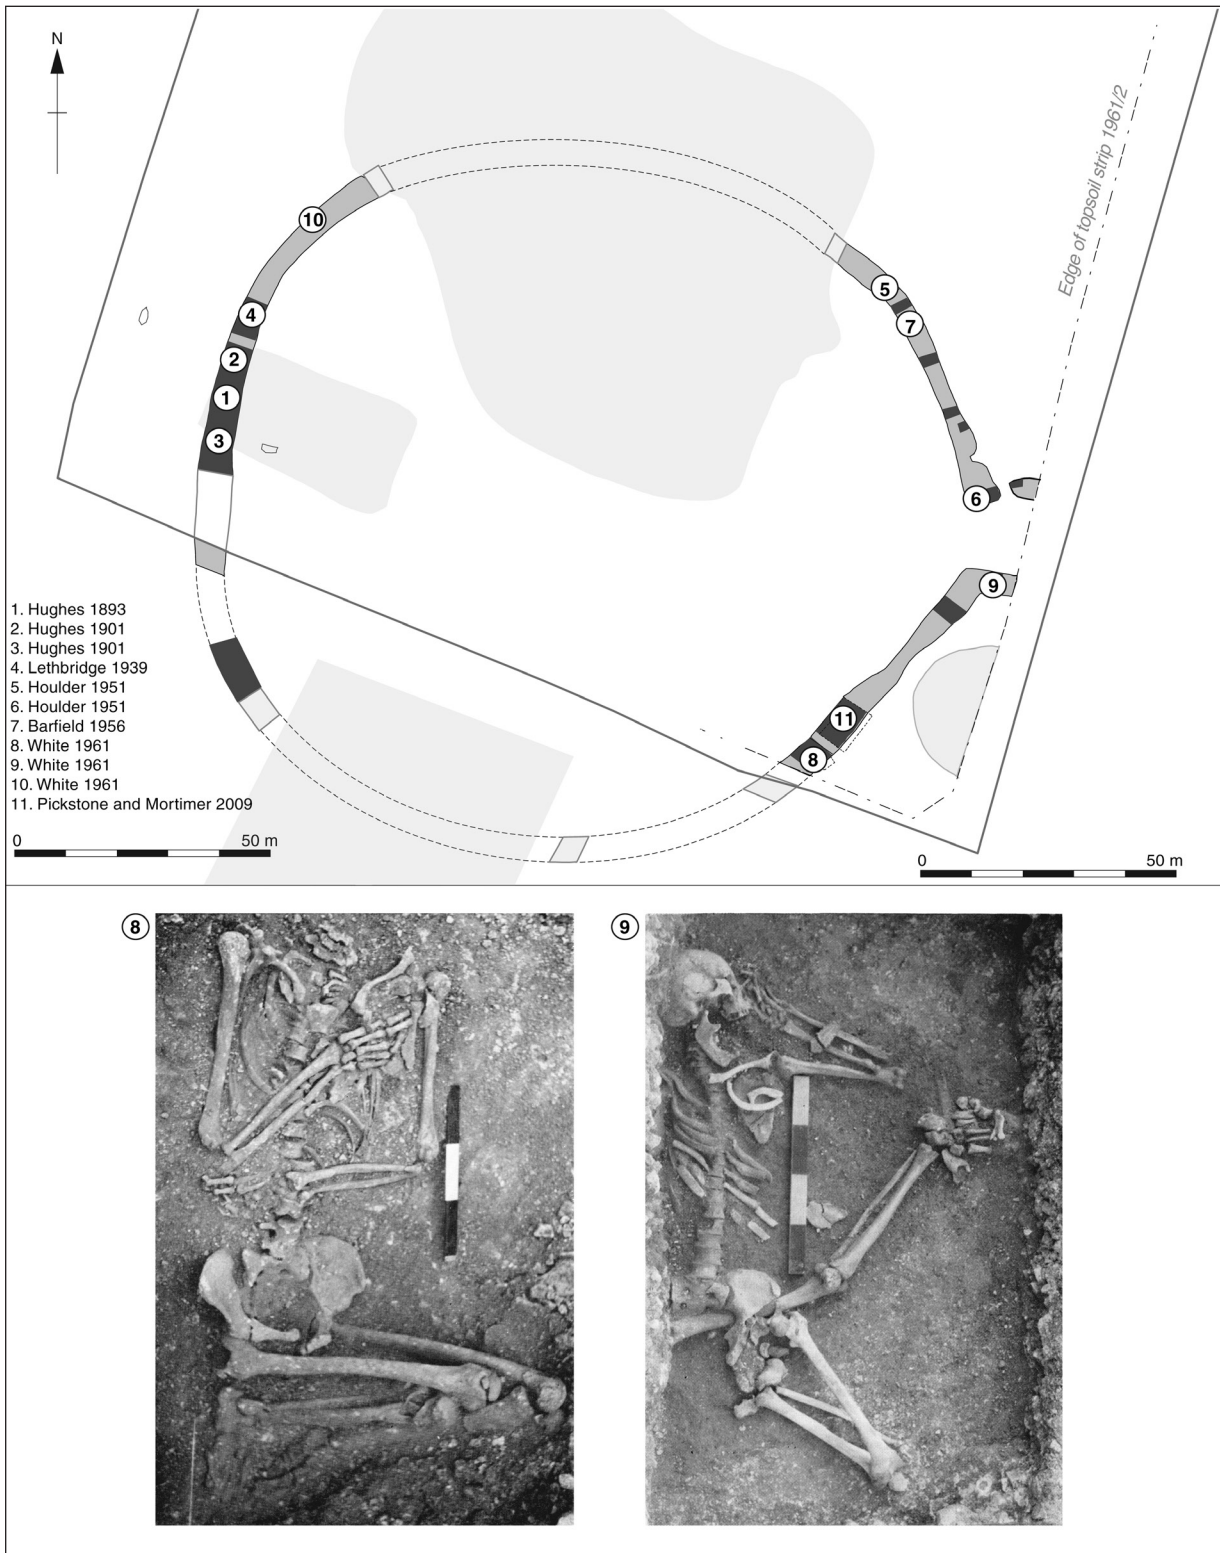 N
Edge of topsoil strip 1961/2
10
5
4
7
2
1
3
6
9
11
8
1. Hughes 1893
2. Hughes 1901
3. Hughes 1901
4. Lethbridge 1939
5. Houlder 1951
6. Houlder 1951
7. Barfield 1956
8. White 1961
9. White 1961
10. White 1961
11. Pickstone and Mortimer 2009
0 50 m
0 50 m
8
9